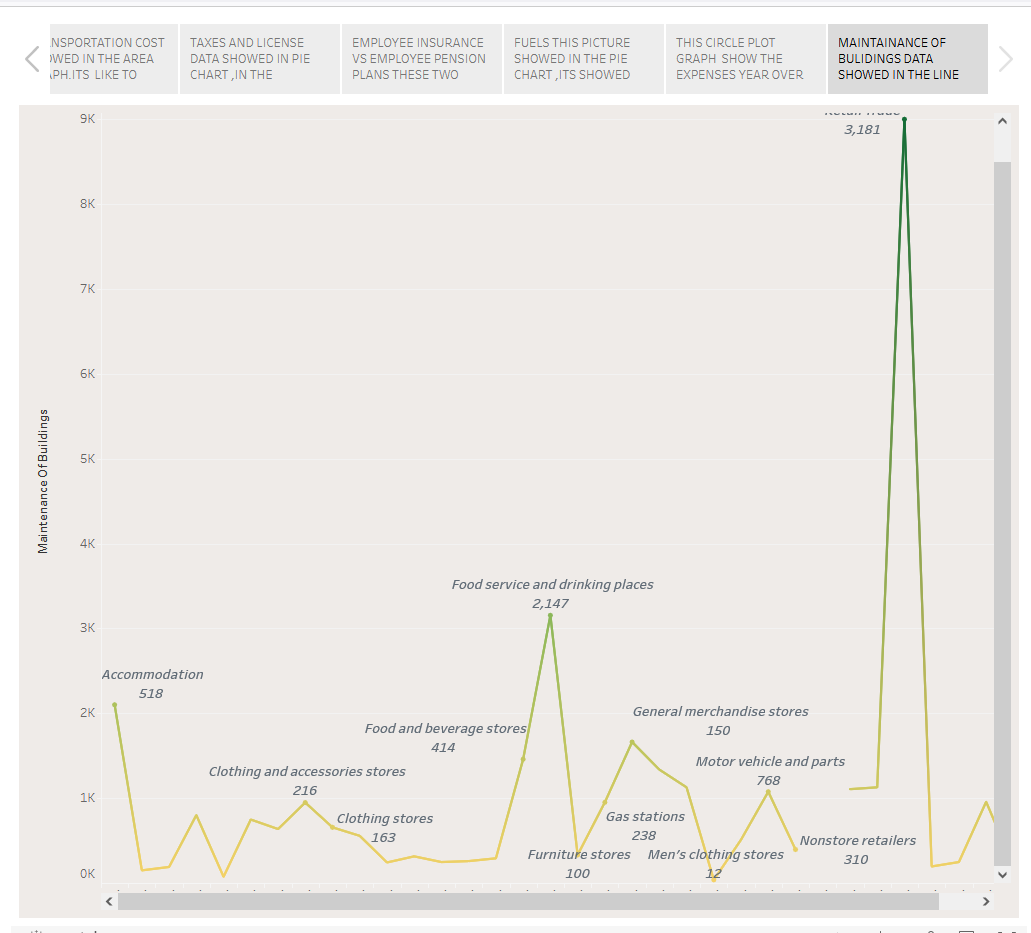 NSPORTATION COST
OWED IN THE AREA
APH.ITS LIKE TO
TAXES AND LICENSE
DATA SHOWED IN PIE
CHART ,IN THE
EMPLOYEE INSURANCE
VS EMPLOYEE PENSION
PLANS THESE TWO
FUELS THIS PICTURE
SHOWED IN THE PIE
CHART ,ITS SHOWED
THIS CIRCLE PLOT
GRAPH SHOW THE
EXPENSES YEAR OVER
MAINTAINANCE OF
BULIDINGS DATA
SHOWED IN THE LINE
9K
8K
7K
6K
5K
4K
3K
2K
1K
0K
Maintenance Of Buildings
Retail Trade
3,181
Food service and drinking places
2,147
Accommodation
518
General merchandise stores
150
Food and beverage stores
414
Motor vehicle and parts
768
Clothing and accessories stores
216
Clothing stores
163
Gas stations
238
Nonstore retailers
310
Furniture stores
100
Men's clothing stores
12